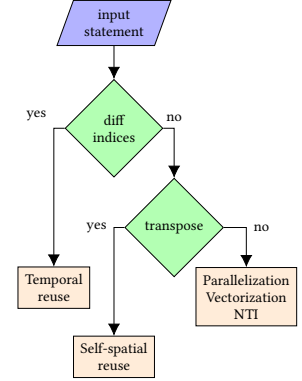 input
statement
yes
diff
indices
no
yes
transpose
no
Temporal
reuse
Parallelization
Vectorization
NTI
Self-spatial
reuse